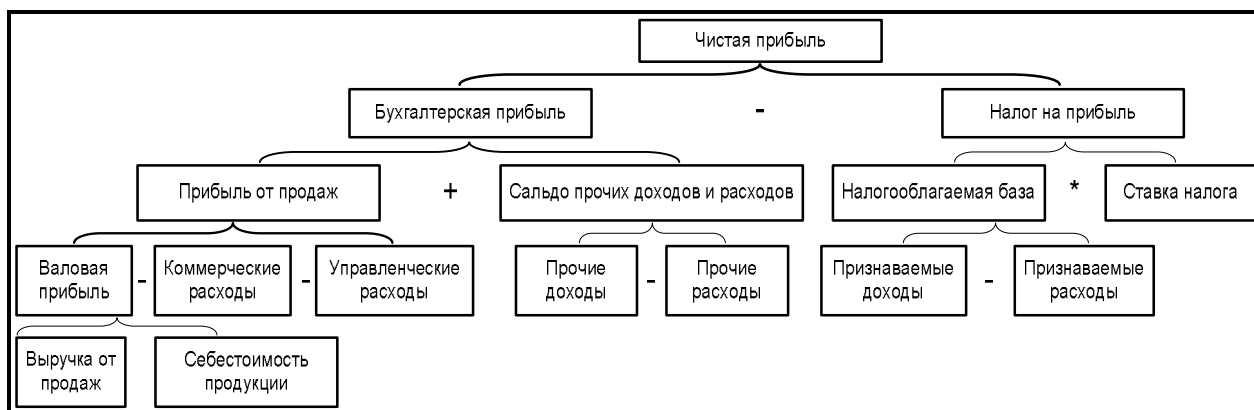 Чистая прибыль
Бухгалтерская прибыль
-
Налог на прибыль
Прибыль от продаж
+
Сальдо прочих доходов и расходов
Налогооблагаемая база
*
Ставка налога
Валовая
прибыль
-
Коммерческие
расходы
-
Управленческие
расходы
Прочие
доходы
-
Прочие
расходы
Признаваемые
доходы
-
Признаваемые
расходы
Выручка от
продаж
Себестоимость
продукции